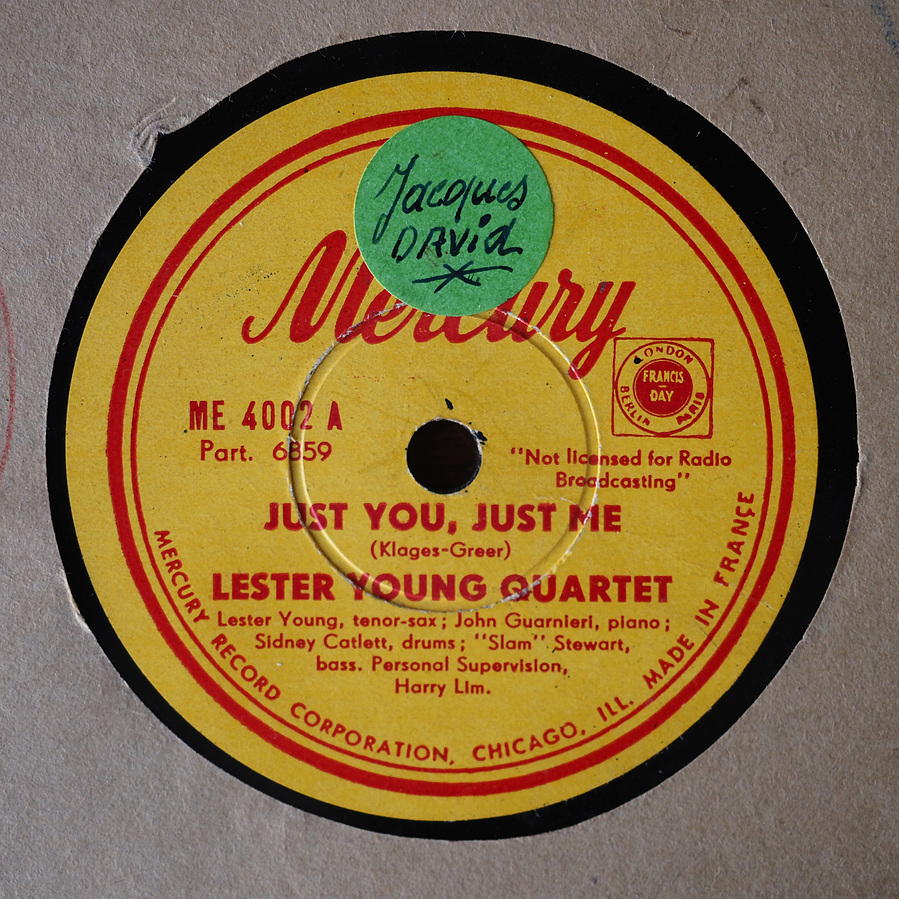 Jacques
DAVID
Mercury
LONDON
FRANCIS
DAY
BERLIN PARIS
ME 4002 A
Part. 6859
"Not licensed for Radio
Broadcasting"
JUST YOU, JUST ME
(Klages-Greer)
LESTER YOUNG QUARTET
Lester Young, tenor-sax; John Guarnieri, piano;
Sidney Catlett, drums; "Slam" Stewart,
bass. Personal Supervision,
Harry Lim.
MERCURY RECORD CORPORATION, CHICAGO, ILL. MADE IN FRANCE